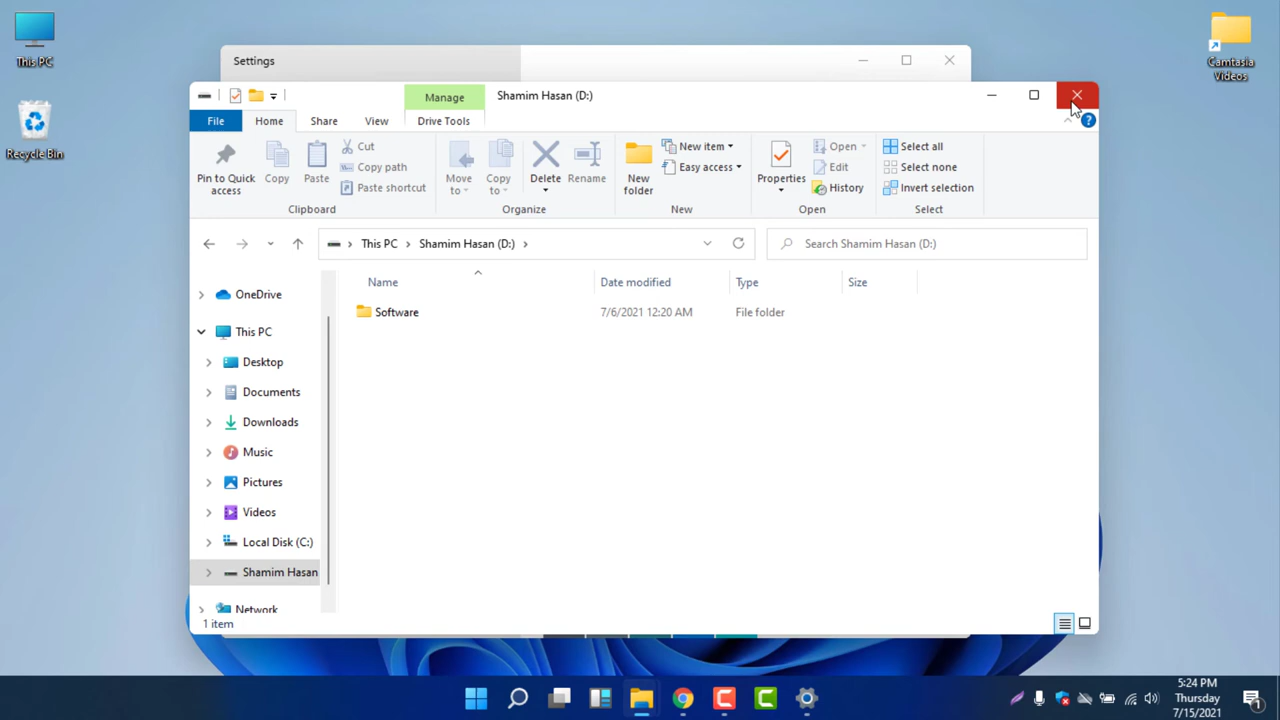 This PC
Recycle Bin
Camtasia
Videos
Settings
Manage
Shamim Hasan (D:)
File
Home
Share
View
Drive Tools
Pin to Quick
access
Copy
Paste
Cut
Copy path
Paste shortcut
Clipboard
Move
to
Copy
to
Delete
Rename
Organize
New
folder
New item
Easy access
New
Properties
Open
Edit
History
Open
Select all
Select none
Invert selection
Select
This PC > Shamim Hasan (D:) >
Search Shamim Hasan (D:)
Name
Date modified
Type
Size
Software
7/6/2021 12:20 AM
File folder
OneDrive
This PC
Desktop
Documents
Downloads
Music
Pictures
Videos
Local Disk (C:)
Shamim Hasan
Network
1 item
5:24 PM
Thursday
7/15/2021
1